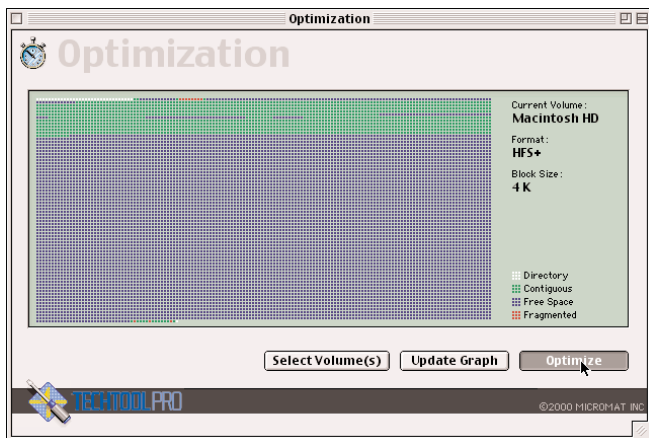 Optimization
Optimization
Current Volume:
Macintosh HD
Format:
HFS+
Block Size:
4 K
Directory
Contiguous
Free Space
Fragmented
Select Volume(s)
Update Graph
Optimize
TECHTOOL PRO
©2000 MICROMAT INC